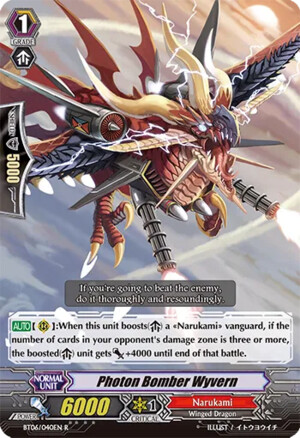 1
GRADE
SHIELD
5000
If you're going to beat the enemy,
do it thoroughly and resoundingly.
AUTO [ ]:When this unit boosts a «Narukami» vanguard, if the
number of cards in your opponent's damage zone is three or more,
the boosted unit gets +4000 until end of that battle.
NORMAL
UNIT
Photon Bomber Wyvern
POWER
6000
1
CRITICAL
Narukami
Winged Dragon
BT06/040EN R
ILLUST / イトウヨウイチ